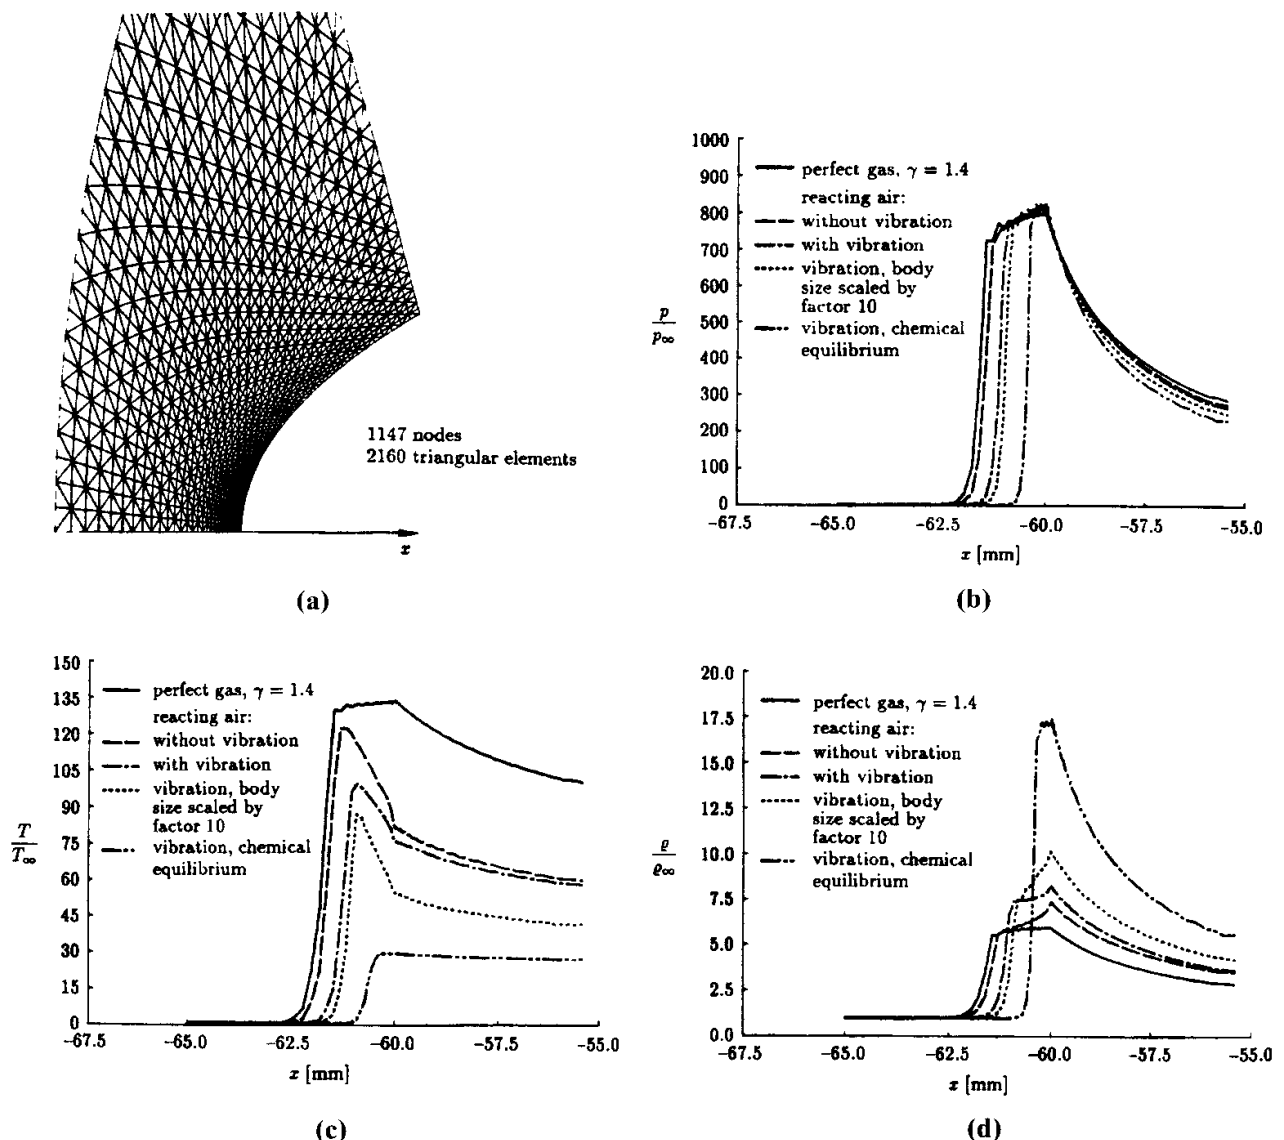 1147 nodes
2160 triangular elements
x
(a)
1000
900
800
700
600
500
400
300
200
100
0
p
p∞
perfect gas, γ = 1.4
reacting air:
without vibration
with vibration
vibration, body
size scaled by
factor 10
vibration, chemical
equilibrium
−67.5
−65.0
−62.5
−60.0
−57.5
−55.0
x [mm]
(b)
150
135
120
105
90
75
60
45
30
15
0
T
T∞
perfect gas, γ = 1.4
reacting air:
without vibration
with vibration
vibration, body
size scaled by
factor 10
vibration, chemical
equilibrium
−67.5
−65.0
−62.5
−60.0
−57.5
−55.0
x [mm]
(c)
20.0
17.5
15.0
12.5
10.0
7.5
5.0
2.5
0.0
ϱ
ϱ∞
perfect gas, γ = 1.4
reacting air:
without vibration
with vibration
vibration, body
size scaled by
factor 10
vibration, chemical
equilibrium
−67.5
−65.0
−62.5
−60.0
−57.5
−55.0
x [mm]
(d)